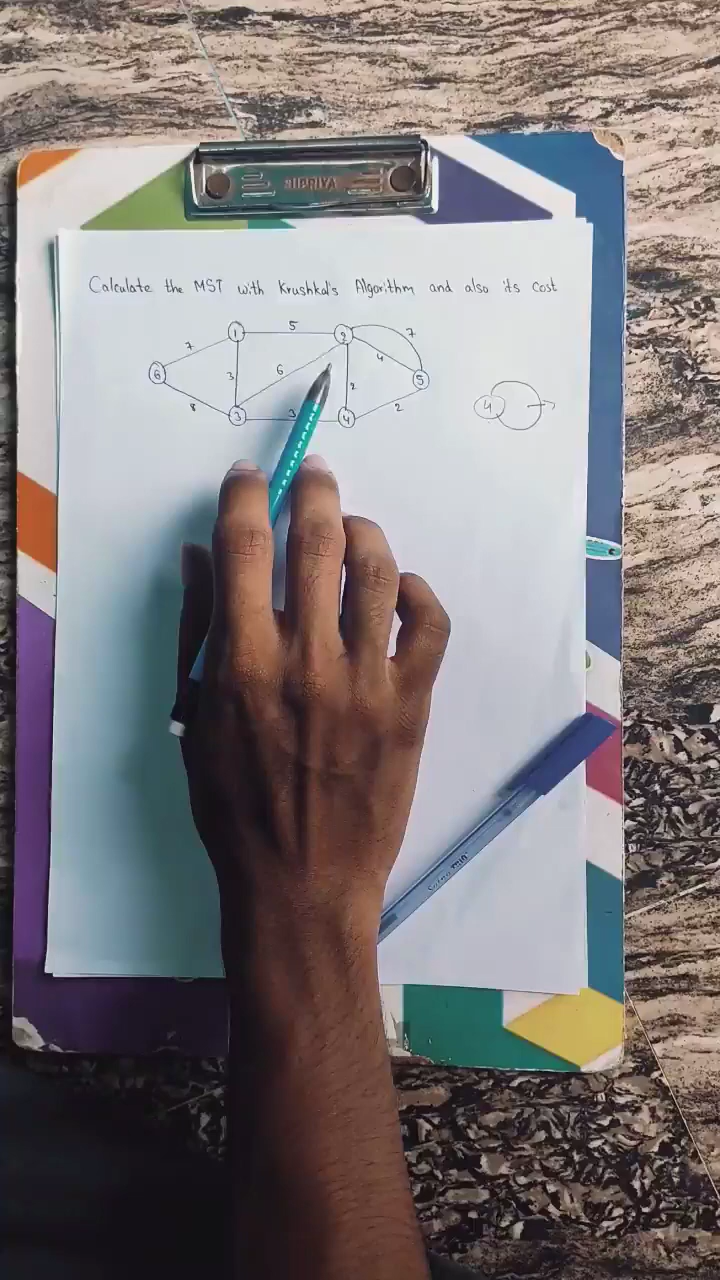 Calculate the MST with Krushkal's Algorithm and also its cost
1 5 2 7
7 4
6 3 6 2 5
8 3 3 4 2
4